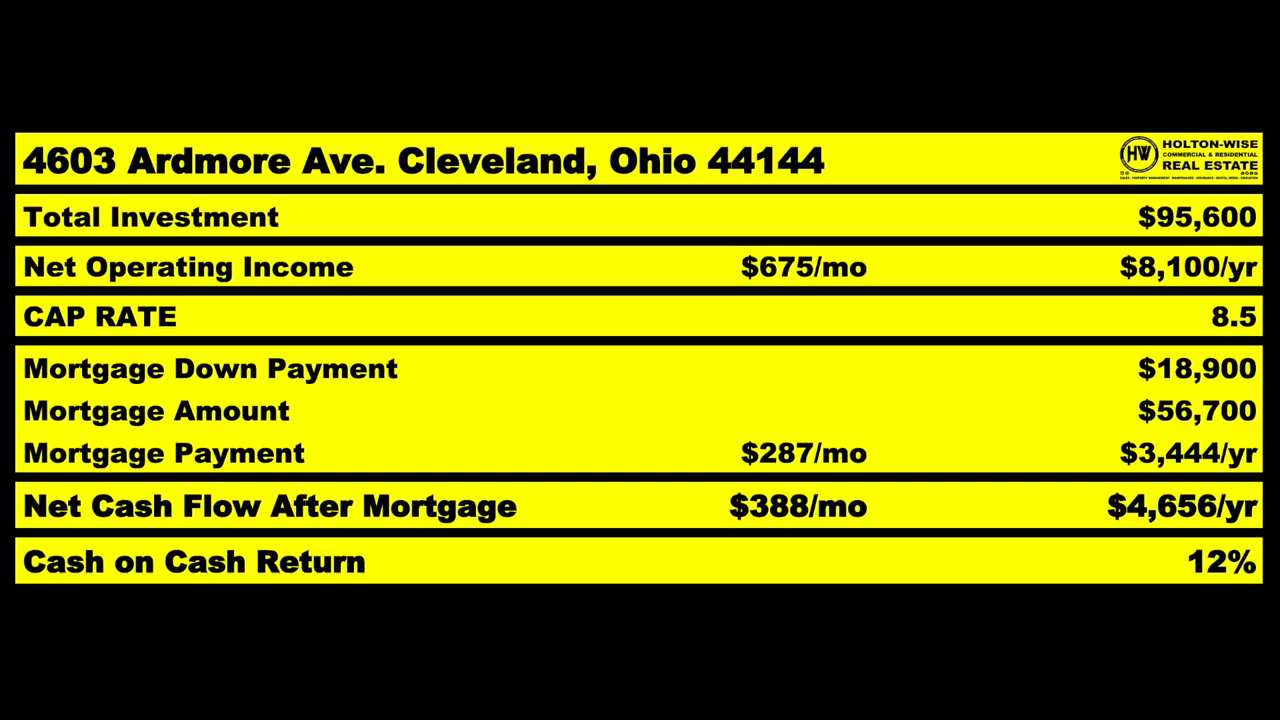 4603 Ardmore Ave. Cleveland, Ohio 44144
HW
HOLTON-WISE
COMMERCIAL & RESIDENTIAL
REAL ESTATE
Total Investment $95,600
Net Operating Income $675/mo $8,100/yr
CAP RATE 8.5
Mortgage Down Payment $18,900
Mortgage Amount $56,700
Mortgage Payment $287/mo $3,444/yr
Net Cash Flow After Mortgage $388/mo $4,656/yr
Cash on Cash Return 12%